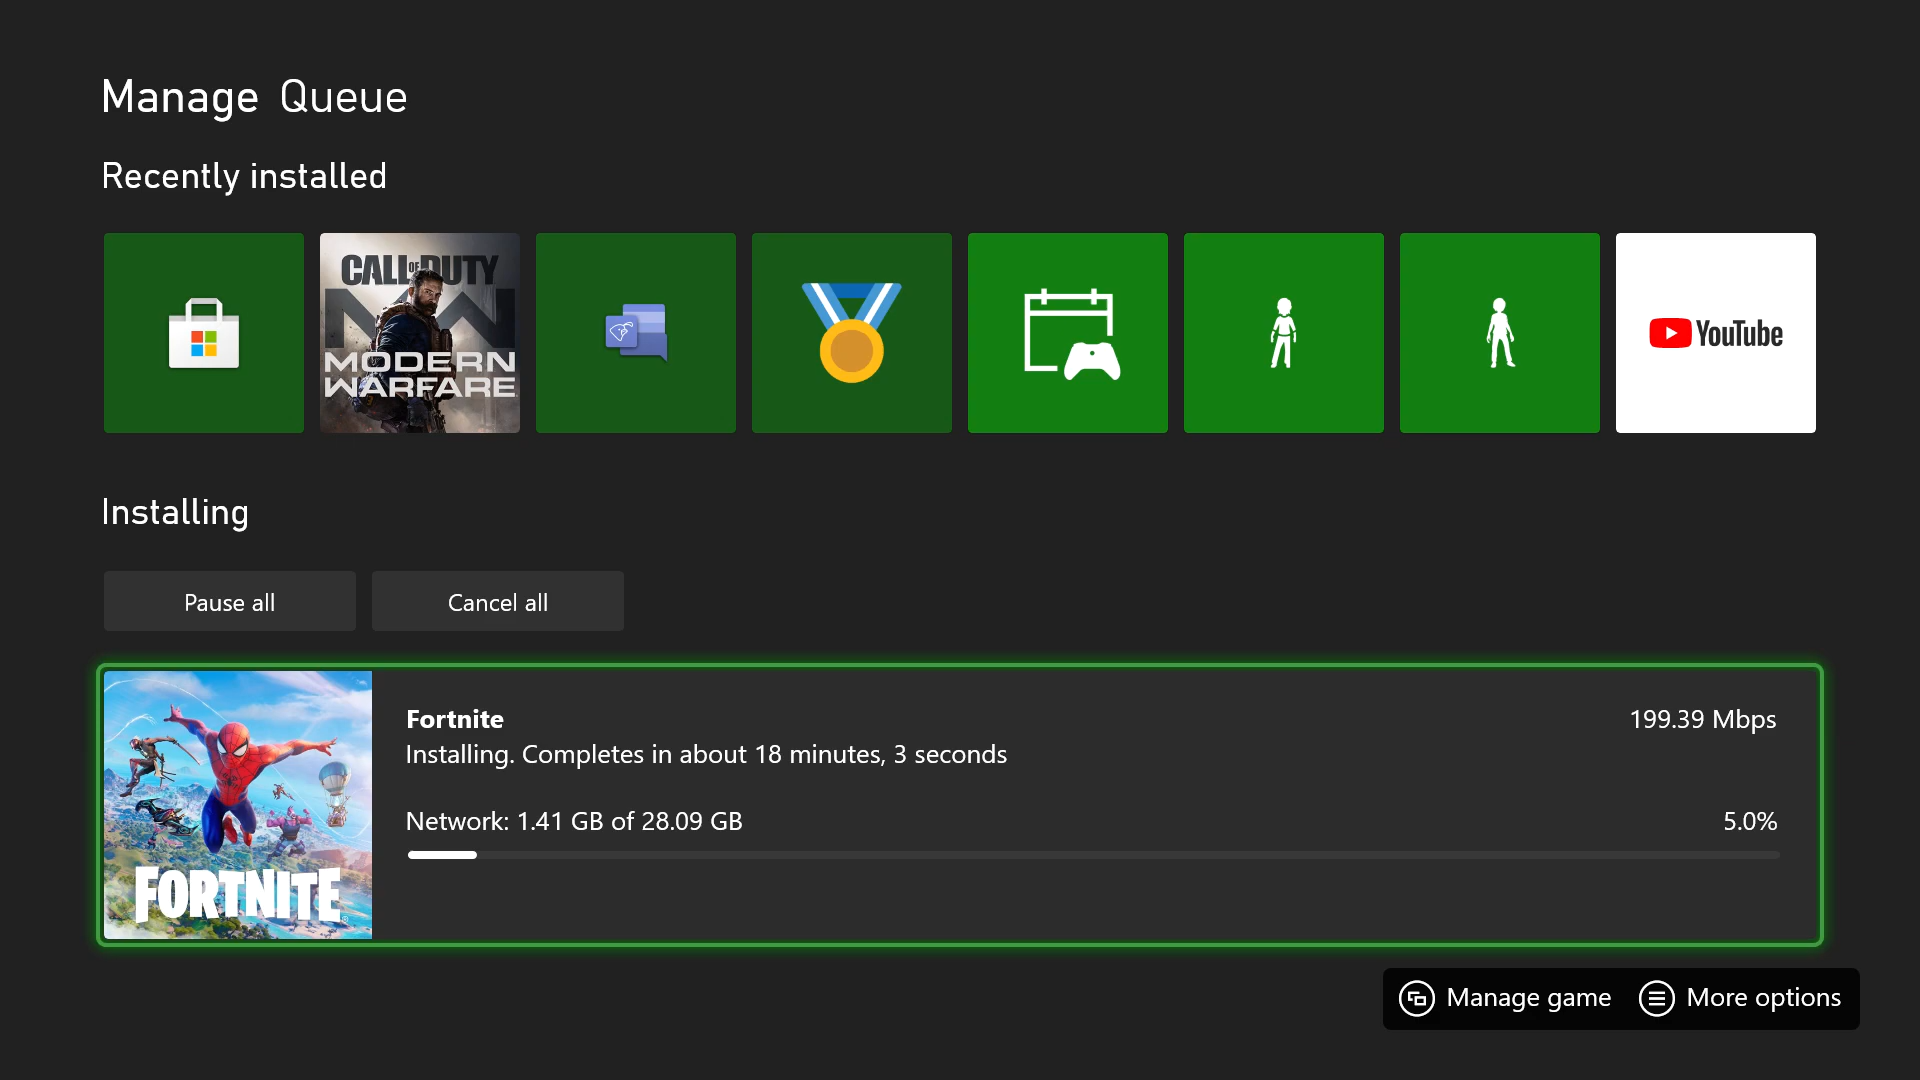 Manage Queue
Recently installed
CALL OF DUTY
MW
MODERN
WARFARE
YouTube
Installing
Pause all
Cancel all
Fortnite
199.39 Mbps
Installing. Completes in about 18 minutes, 3 seconds
Network: 1.41 GB of 28.09 GB
5.0%
FORTNITE
Manage game
More options